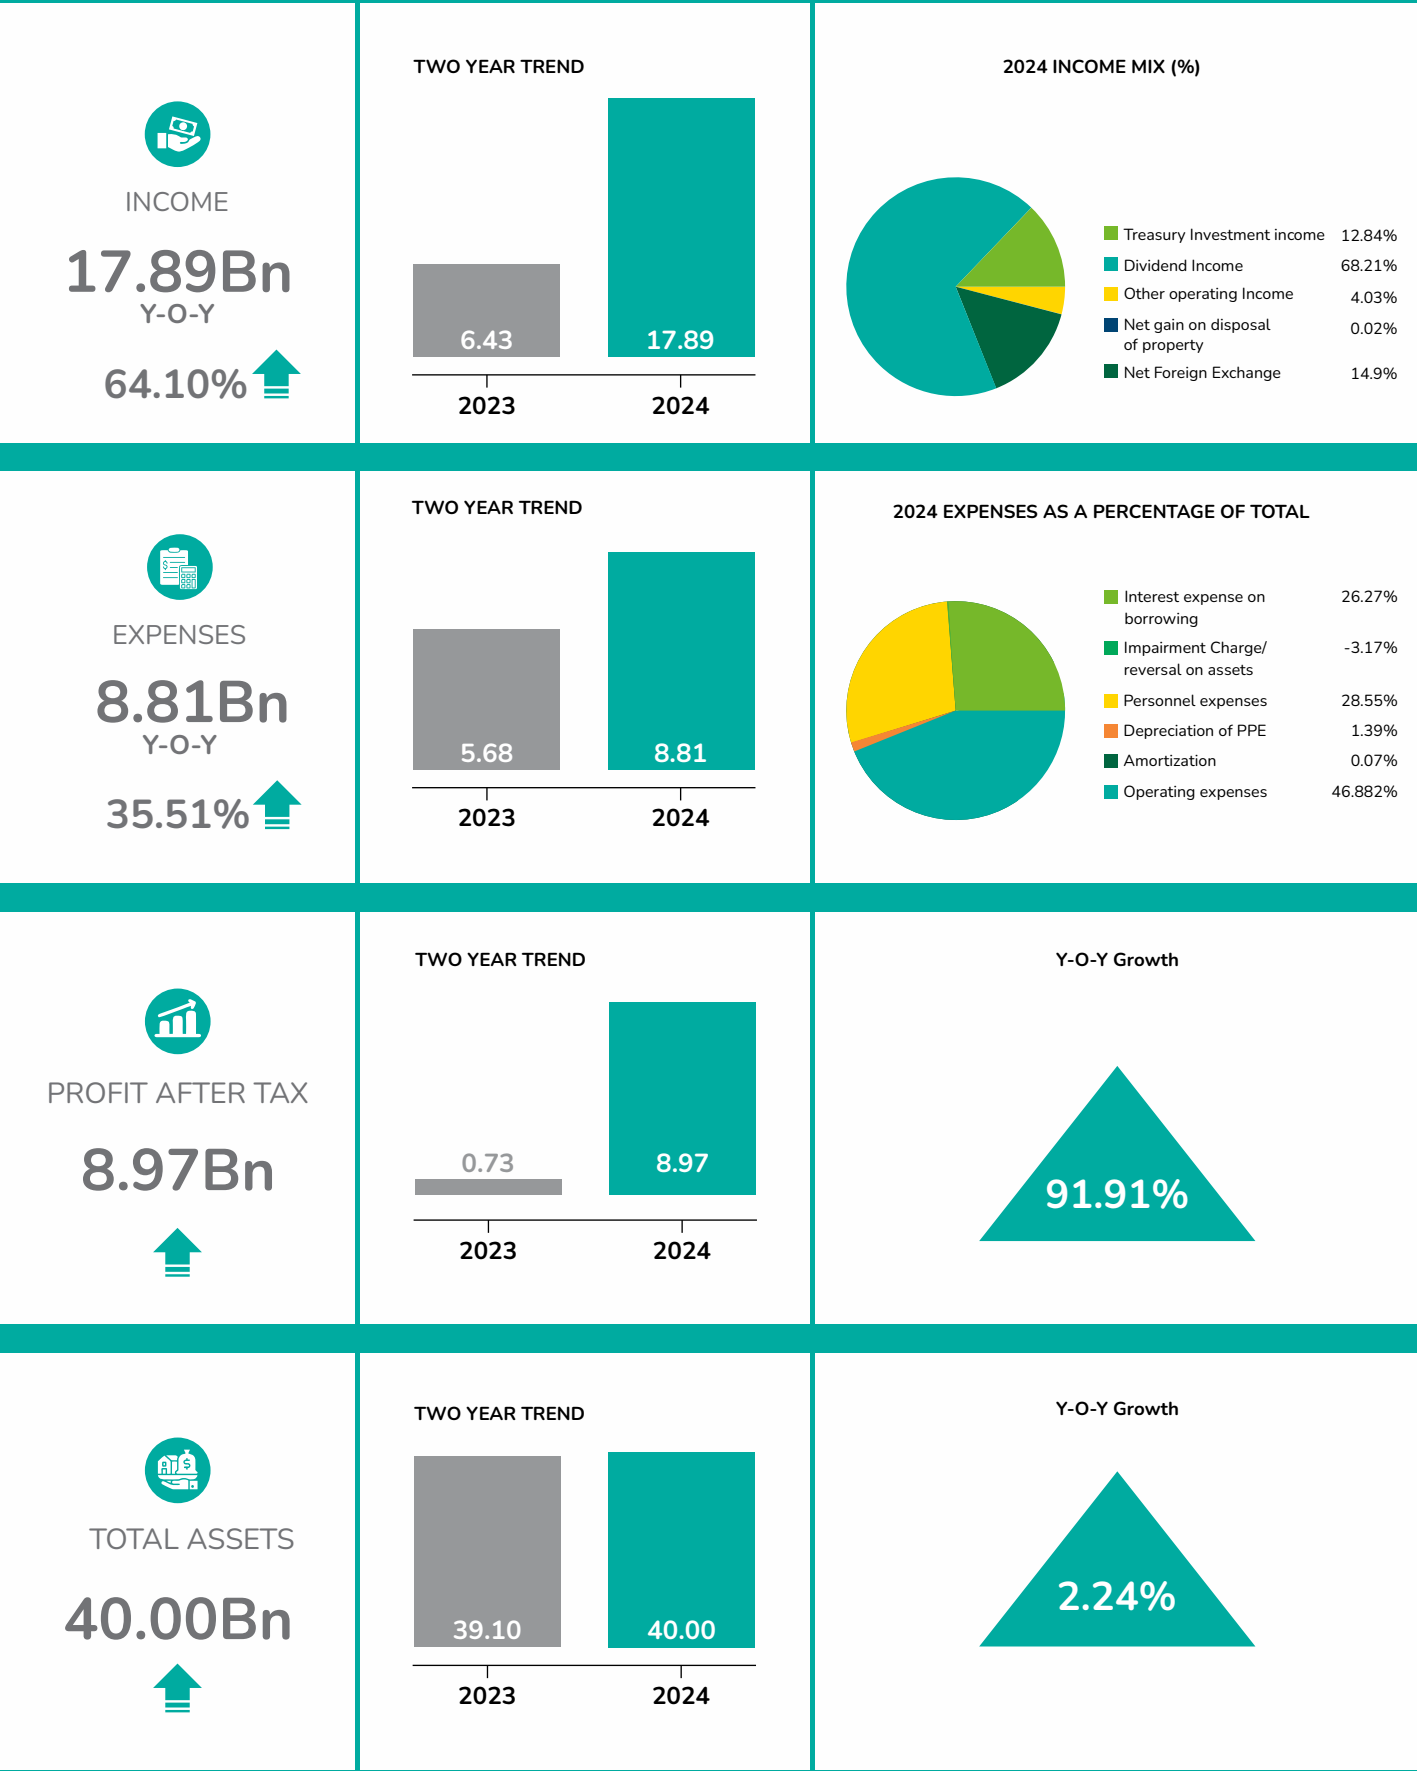 INCOME
17.89Bn
Y-O-Y
64.10%
TWO YEAR TREND
6.43
17.89
2023
2024
2024 INCOME MIX (%)
Treasury Investment income 12.84%
Dividend Income 68.21%
Other operating Income 4.03%
Net gain on disposal 0.02%
of property
Net Foreign Exchange 14.9%
EXPENSES
8.81Bn
Y-O-Y
35.51%
TWO YEAR TREND
5.68
8.81
2023
2024
2024 EXPENSES AS A PERCENTAGE OF TOTAL
Interest expense on 26.27%
borrowing
Impairment Charge/ -3.17%
reversal on assets
Personnel expenses 28.55%
Depreciation of PPE 1.39%
Amortization 0.07%
Operating expenses 46.882%
PROFIT AFTER TAX
8.97Bn
TWO YEAR TREND
0.73
8.97
2023
2024
Y-O-Y Growth
91.91%
TOTAL ASSETS
40.00Bn
TWO YEAR TREND
39.10
40.00
2023
2024
Y-O-Y Growth
2.24%